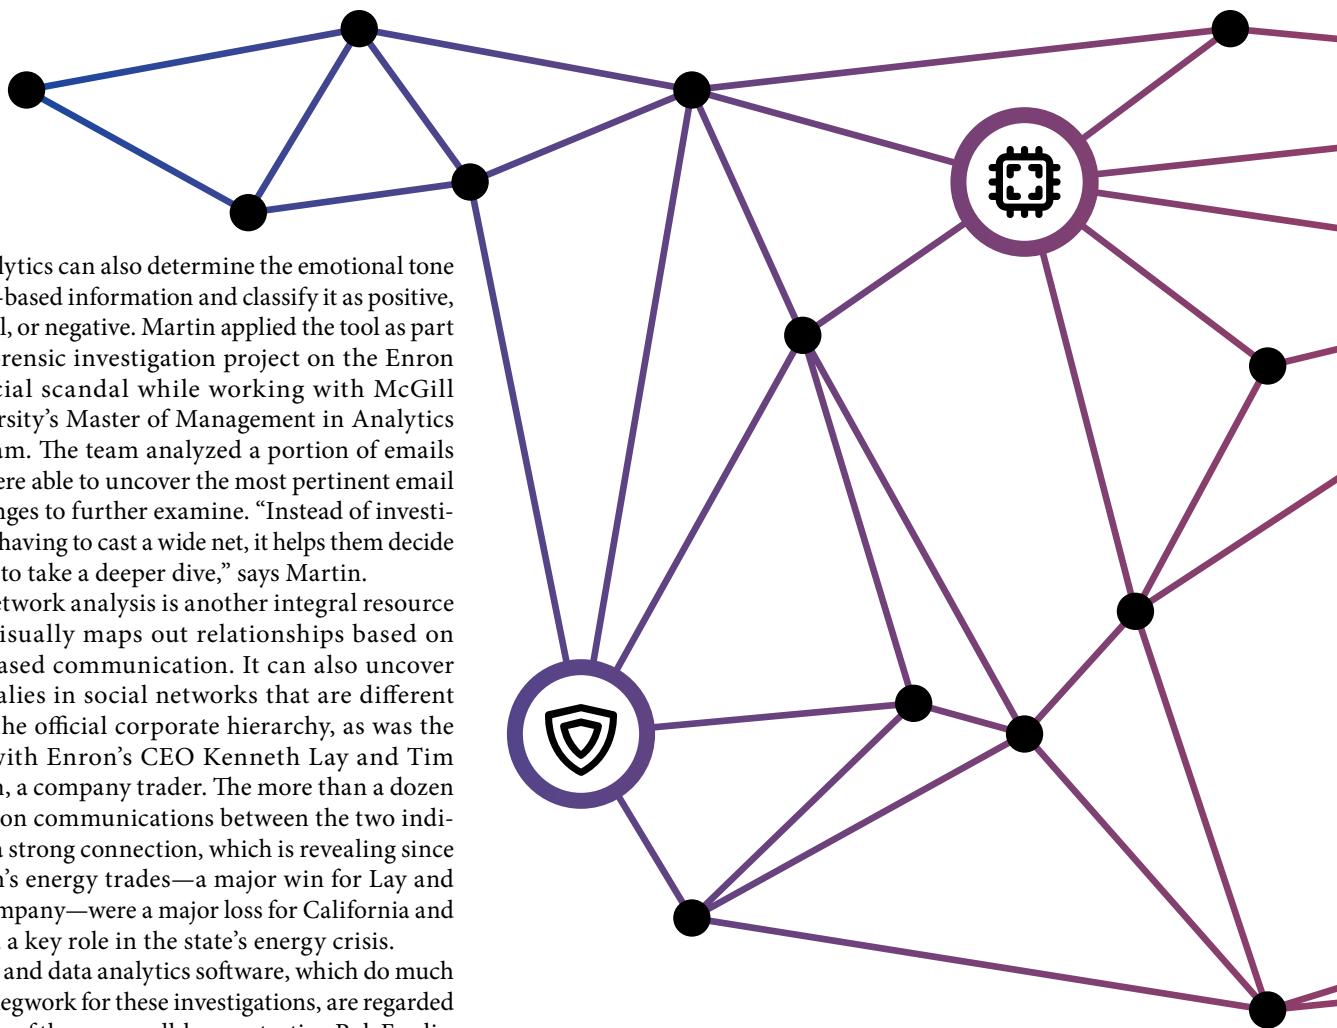 lytics can also determine the emotional tone
-based information and classify it as positive,
l, or negative. Martin applied the tool as part
rensic investigation project on the Enron
cial scandal while working with McGill
rsity’s Master of Management in Analytics
am. The team analyzed a portion of emails
ere able to uncover the most pertinent email
nges to further examine. “Instead of investi-
having to cast a wide net, it helps them decide
to take a deeper dive,” says Martin.
etwork analysis is another integral resource
isually maps out relationships based on
ased communication. It can also uncover
alies in social networks that are different
he official corporate hierarchy, as was the
with Enron’s CEO Kenneth Lay and Tim
, a company trader. The more than a dozen
on communications between the two indi-
a strong connection, which is revealing since
’s energy trades—a major win for Lay and
mpany—were a major loss for California and
a key role in the state’s energy crisis.
and data analytics software, which do much
legwork for these investigations, are regarded